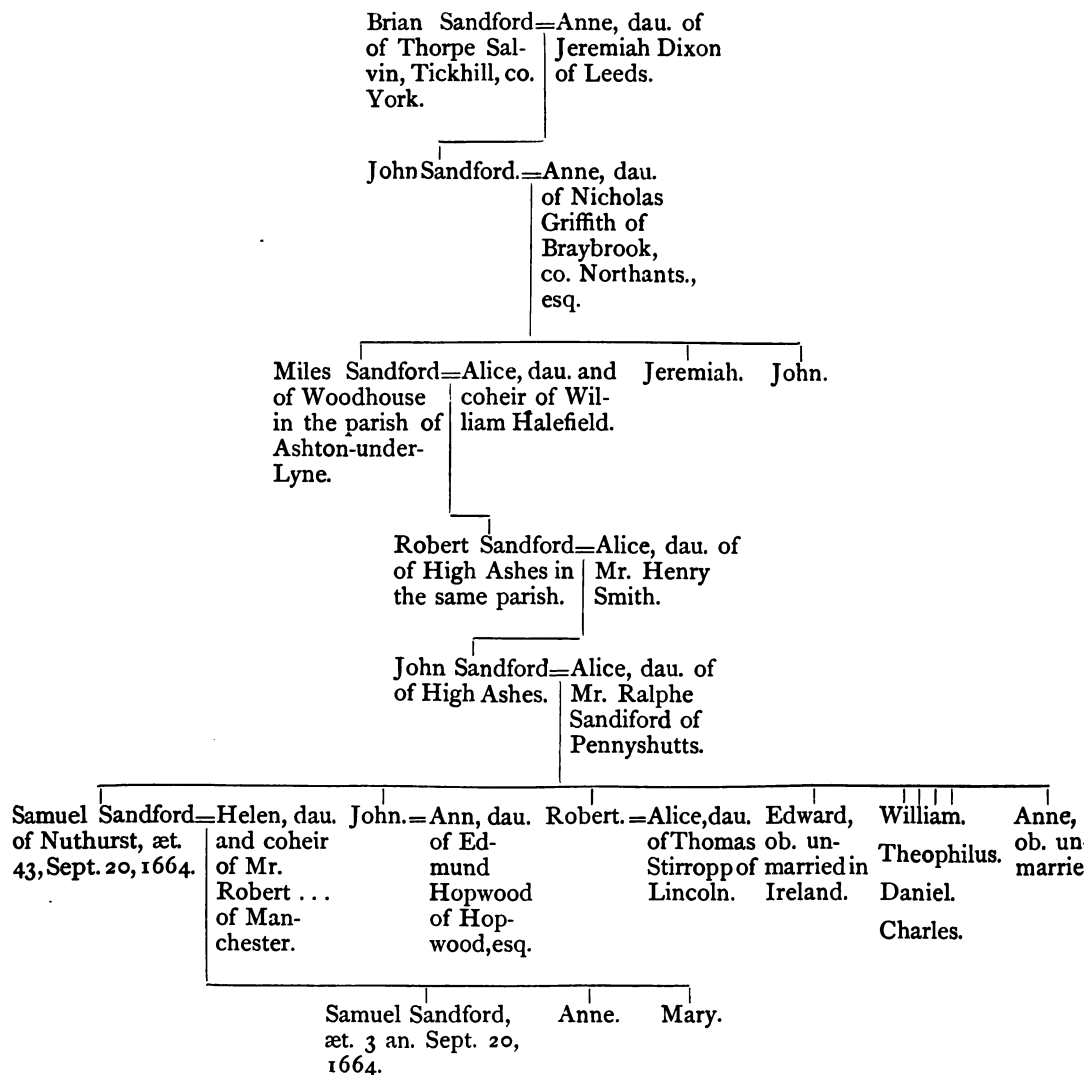 Brian Sandford=Anne, dau. of
of Thorpe Sal-
vin, Tickhill, co.
York.
Jeremiah Dixon
of Leeds.
John Sandford.=Anne, dau.
of Nicholas
Griffith of
Braybrook,
co. Northants.,
esq.
Miles Sandford=Alice, dau. and
of Woodhouse
in the parish of
Ashton-under-
Lyne.
coheir of Wil-
liam Halefield.
Jeremiah.
John.
Robert Sandford=Alice, dau. of
of High Ashes in
the same parish.
Mr. Henry
Smith.
John Sandford=Alice, dau. of
of High Ashes.
Mr. Ralphe
Sandiford of
Pennyshutts.
Samuel Sandford=Helen, dau.
of Nuthurst, æt.
43, Sept. 20, 1664.
and coheir
of Mr.
Robert ...
of Man-
chester.
John.=Ann, dau.
of Ed-
mund
Hopwood
of Hop-
wood, esq.
Robert.=Alice, dau.
of Thomas
Stirropp of
Lincoln.
Edward,
ob. un-
married in
Ireland.
William.
Theophilus.
Daniel.
Charles.
Anne,
ob. un
marrie
Samuel Sandford,
æt. 3 an. Sept. 20,
1664.
Anne.
Mary.